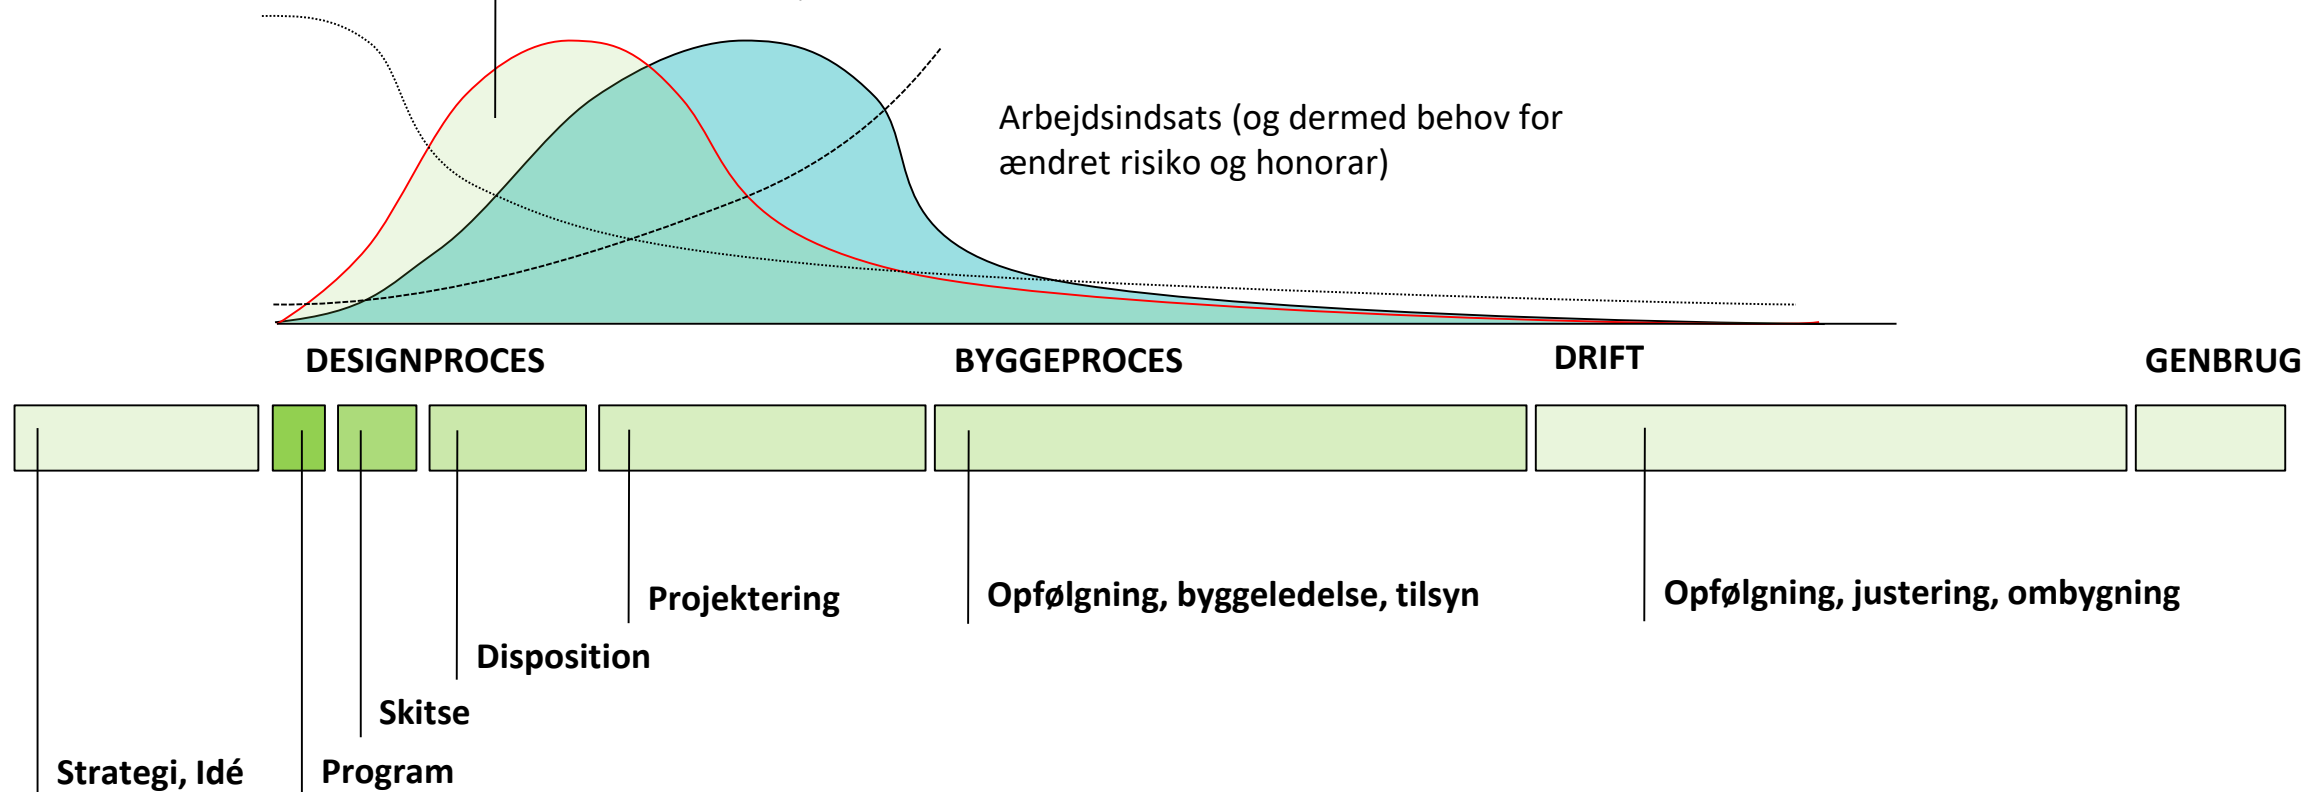 Arbejdsindsats (og dermed behov for
ændret risiko og honorar)
DESIGNPROCES
BYGGEPROCES
DRIFT
GENBRUG
Projektering
Opfølgning, byggeledelse, tilsyn
Opfølgning, justering, ombygning
Disposition
Skitse
Strategi, Idé
Program